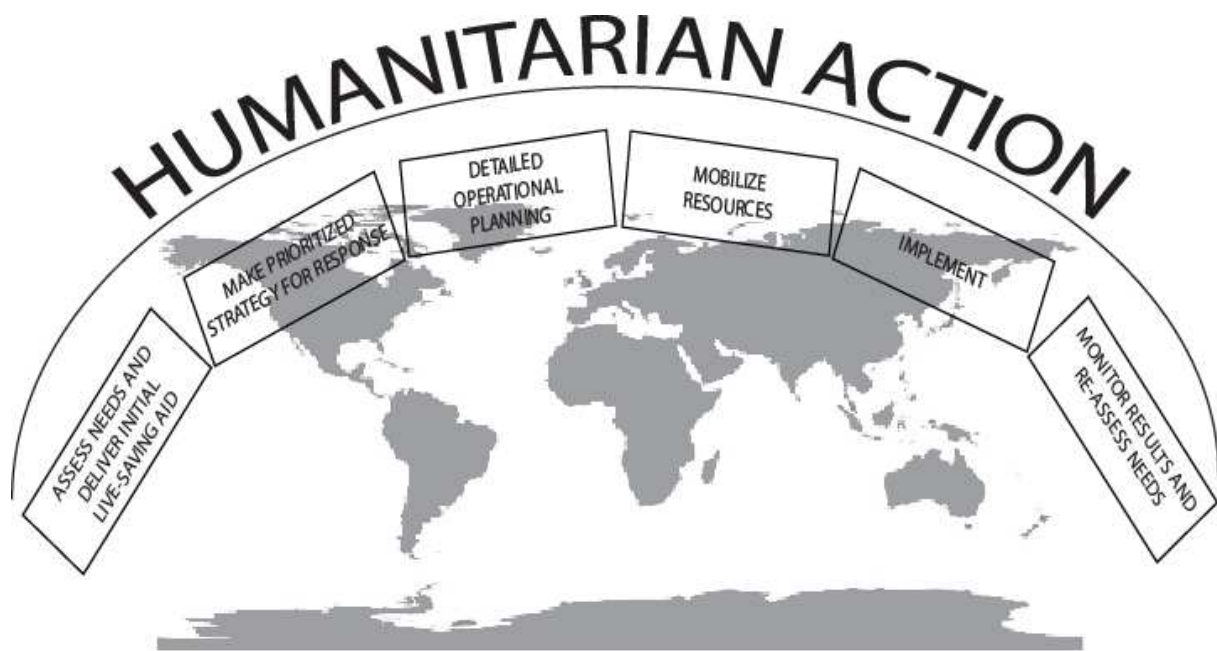 HUMANITARIAN ACTION
ASSESS NEEDS AND
DELIVER INITIAL
LIVE-SAVING AID
MAKE PRIORITIZED
STRATEGY FOR RESPONSE
DETAILED
OPERATIONAL
PLANNING
MOBILIZE
RESOURCES
IMPLEMENT
MONITOR RESULTS AND
RE-ASSESS NEEDS